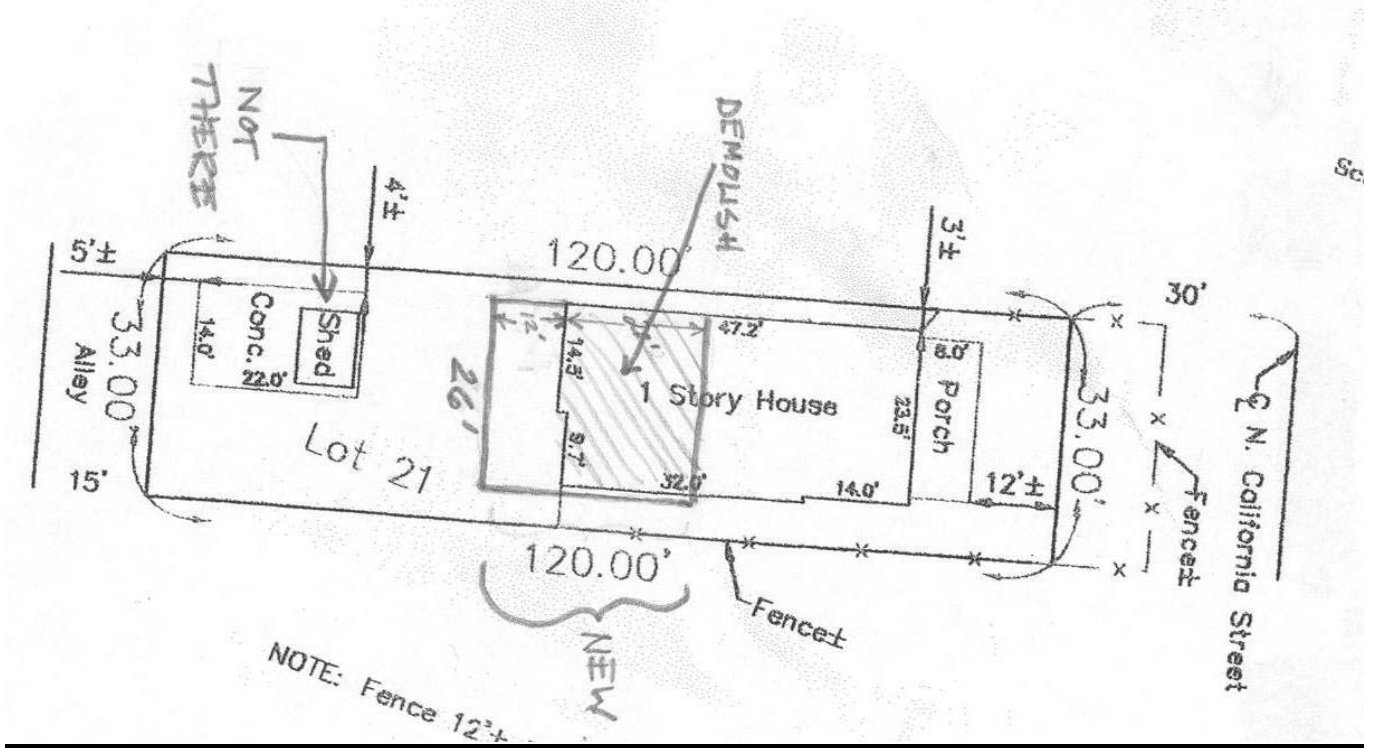 NOT
THERE
DEMOLISH
4'±
3'±
5'±
120.00'
30'
Conc.
Shed
14.0'
22.0'
33.00'
Alley
15'
Lot 21
26'
12'
14.3'
9.7'
47.2'
1 Story House
32.0'
23.5'
14.0'
8.0'
Porch
12'±
33.00'
Fence±
℄ N. California Street
120.00'
Fence±
NEW
NOTE: Fence 12'±